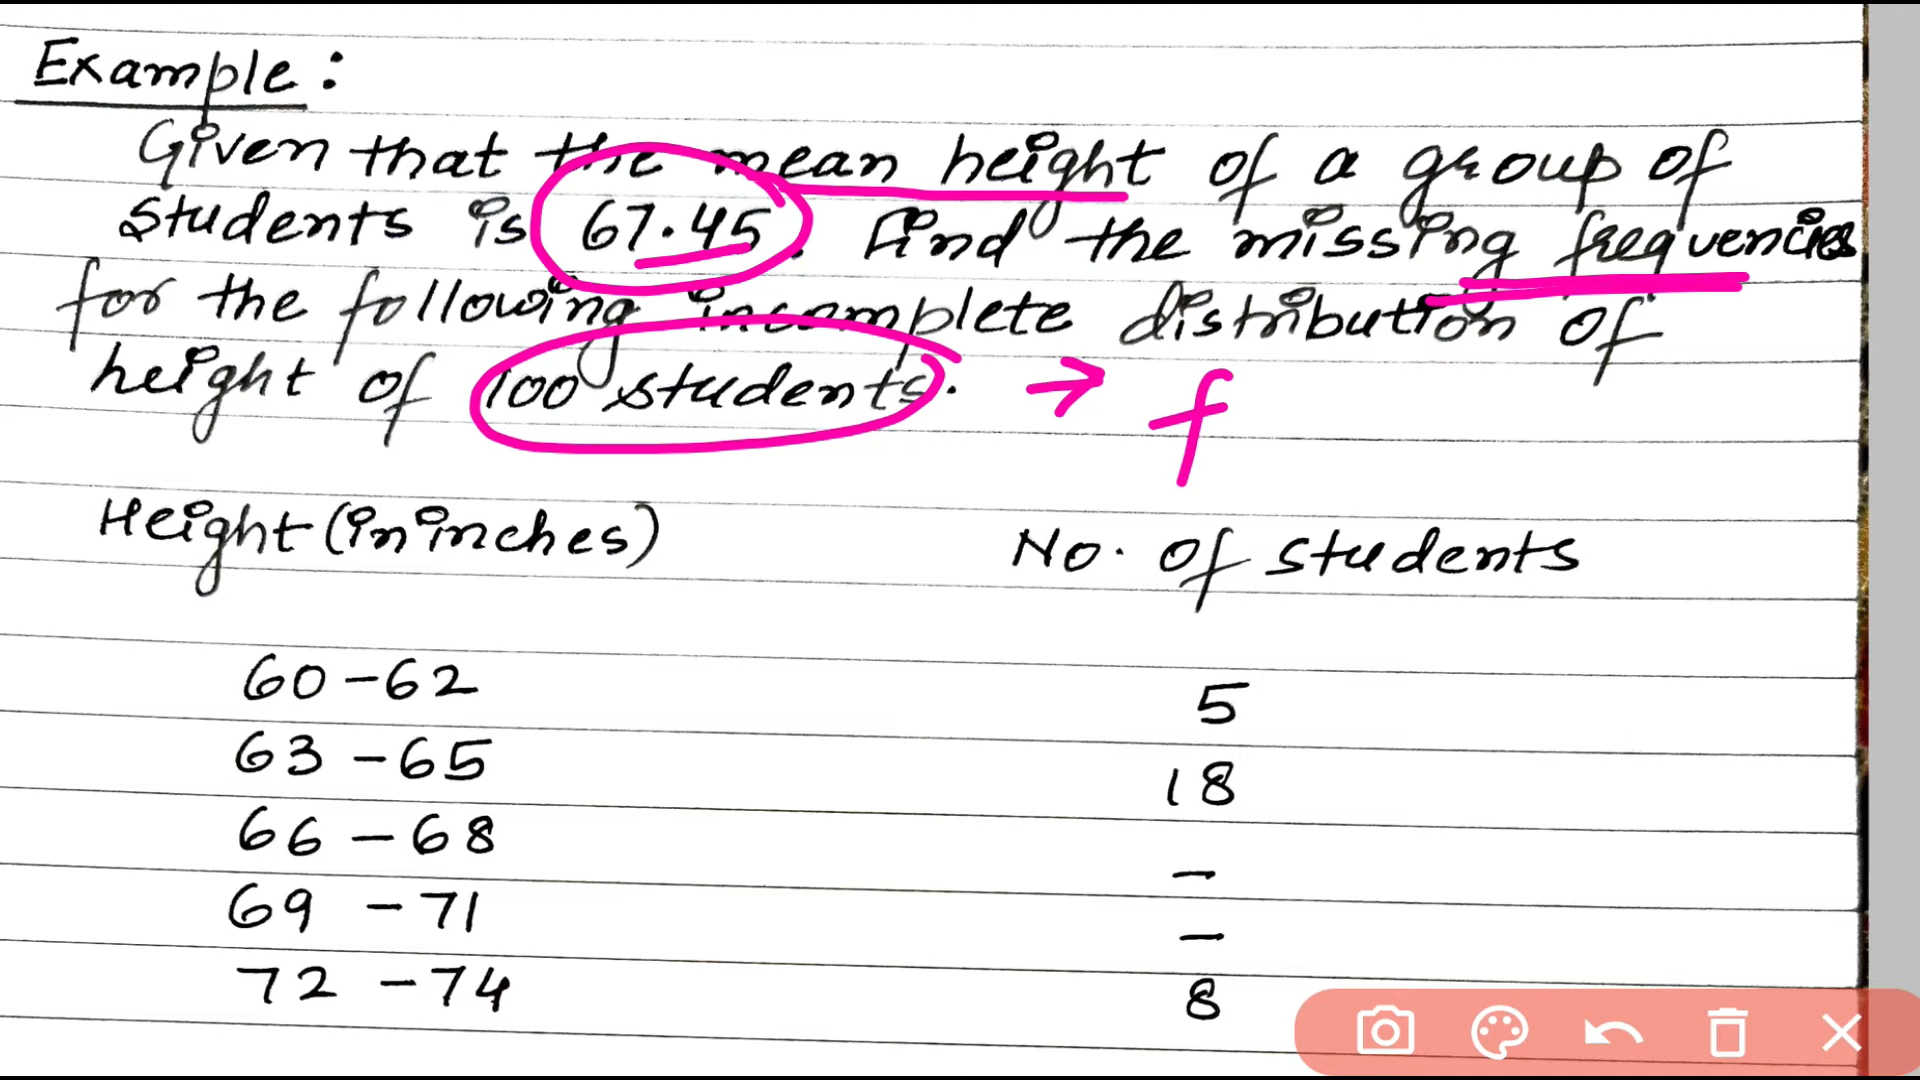 Example :
Given that the mean height of a group of
students is 67.45. Find the missing frequencies
for the following incomplete distribution of
height of 100 students. → f
Height (in inches) No. of students
60 - 62 5
63 - 65 18
66 - 68 –
69 - 71 –
72 - 74 8